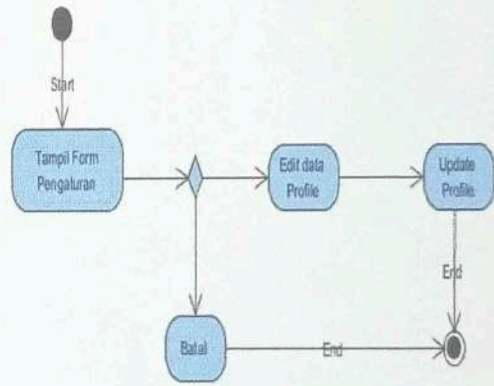 Start
Tampil Form
Pengaturan
Edit data
Profile
Update
Profile
End
Batal
End